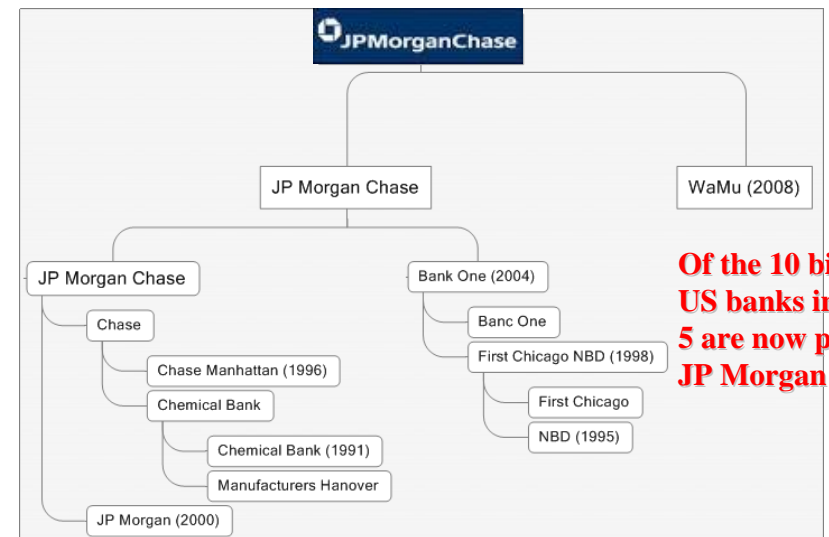 JPMorganChase
JP Morgan Chase
WaMu (2008)
JP Morgan Chase
Bank One (2004)
Of the 10
US banks
5 are now
JP Morgan
Chase
Banc One
First Chicago NBD (1998)
Chase Manhattan (1996)
Chemical Bank
First Chicago
NBD (1995)
Chemical Bank (1991)
Manufacturers Hanover
JP Morgan (2000)